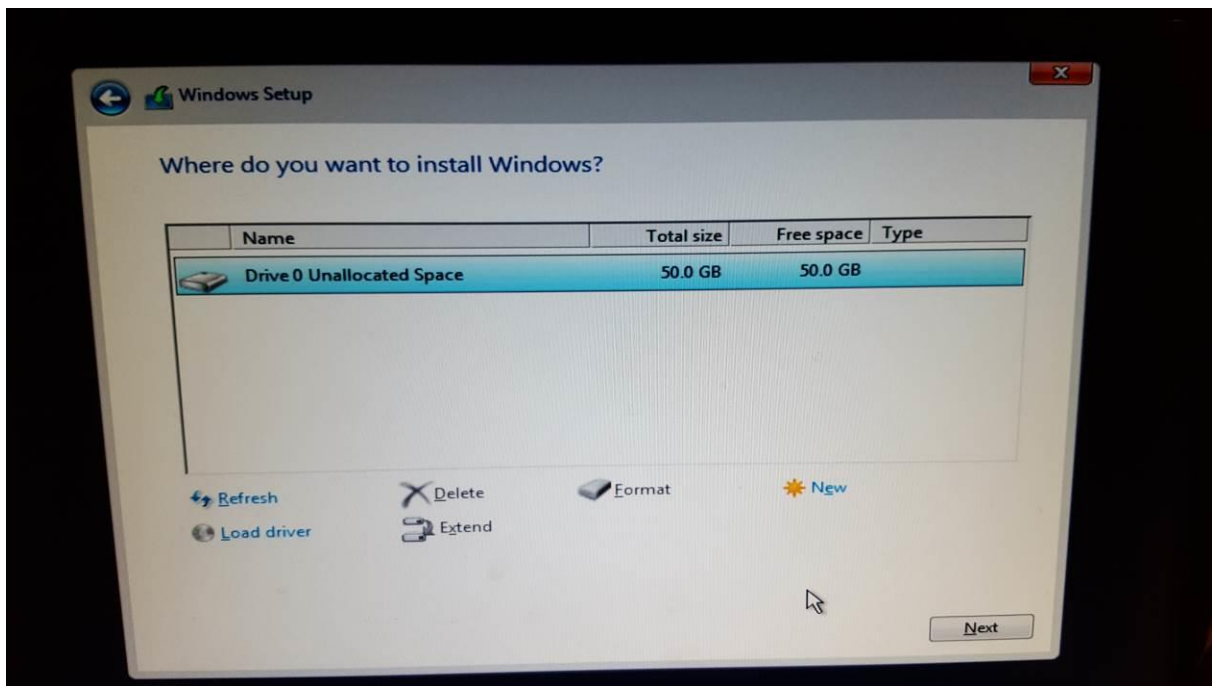 Windows Setup
Where do you want to install Windows?
Name Total size Free space Type
Drive 0 Unallocated Space 50.0 GB 50.0 GB
Refresh Delete Format New
Load driver Extend
Next